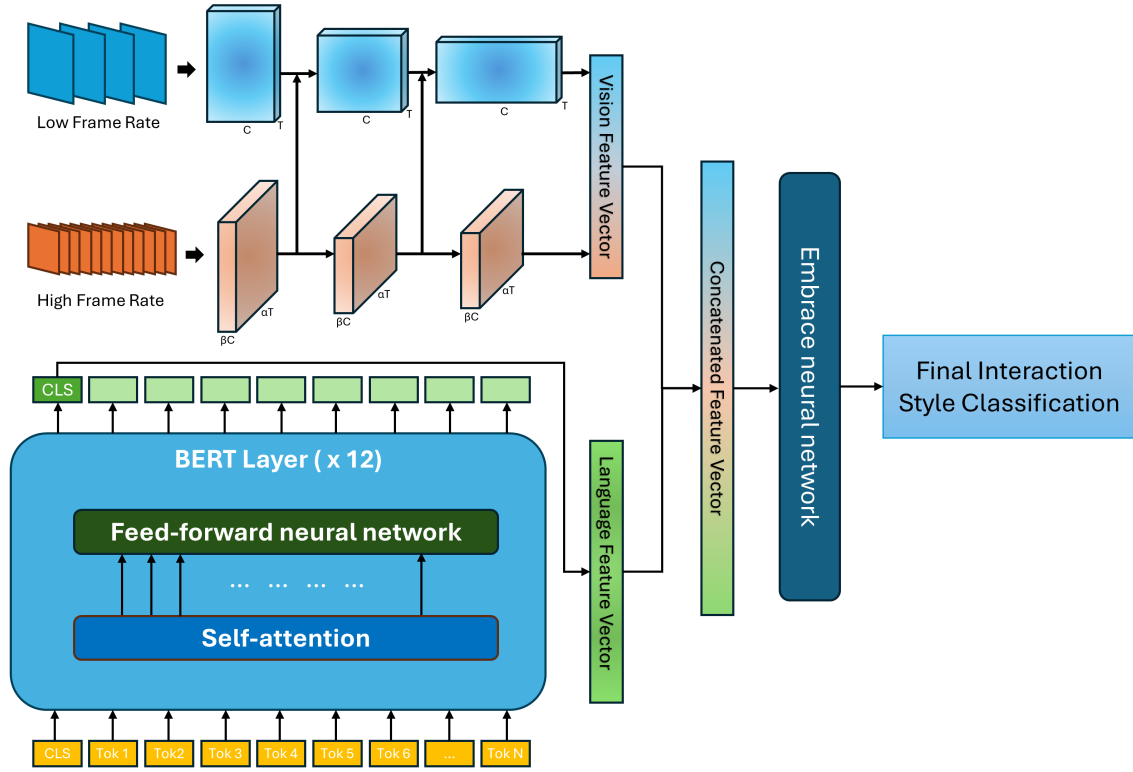 Low Frame Rate
C
T
C
T
C
T
Vision Feature Vector
High Frame Rate
βC
αT
βC
αT
βC
αT
CLS
BERT Layer ( x 12)
Feed-forward neural network
... ... ... ...
Self-attention
CLS
Tok 1
Tok2
Tok 3
Tok 4
Tok 5
Tok 6
...
Tok N
Language Feature Vector
Concatenated Feature Vector
Embrace neural network
Final Interaction
Style Classification